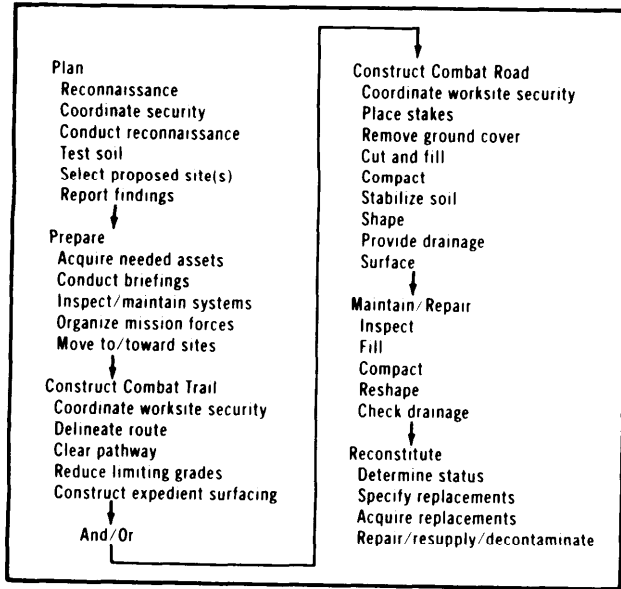 Plan
Reconnaissance
Coordinate security
Conduct reconnaissance
Test soil
Select proposed site(s)
Report findings
Prepare
Acquire needed assets
Conduct briefings
Inspect/maintain systems
Organize mission forces
Move to/toward sites
Construct Combat Trail
Coordinate worksite security
Delineate route
Clear pathway
Reduce limiting grades
Construct expedient surfacing
And/Or
Construct Combat Road
Coordinate worksite security
Place stakes
Remove ground cover
Cut and fill
Compact
Stabilize soil
Shape
Provide drainage
Surface
Maintain/Repair
Inspect
Fill
Compact
Reshape
Check drainage
Reconstitute
Determine status
Specify replacements
Acquire replacements
Repair/resupply/decontaminate